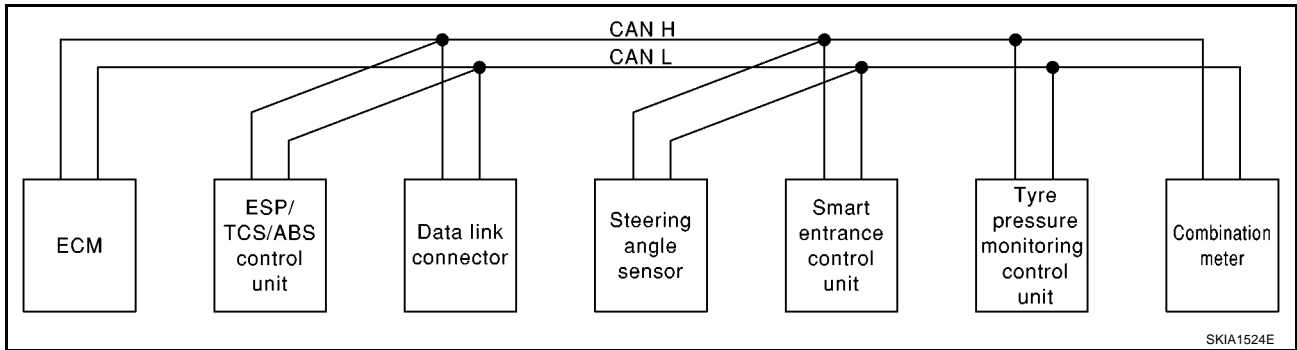 CAN H
CAN L
ECM
ESP/
TCS/ABS
control
unit
Data link
connector
Steering
angle
sensor
Smart
entrance
control
unit
Tyre
pressure
monitoring
control
unit
Combination
meter
SKIA1524E